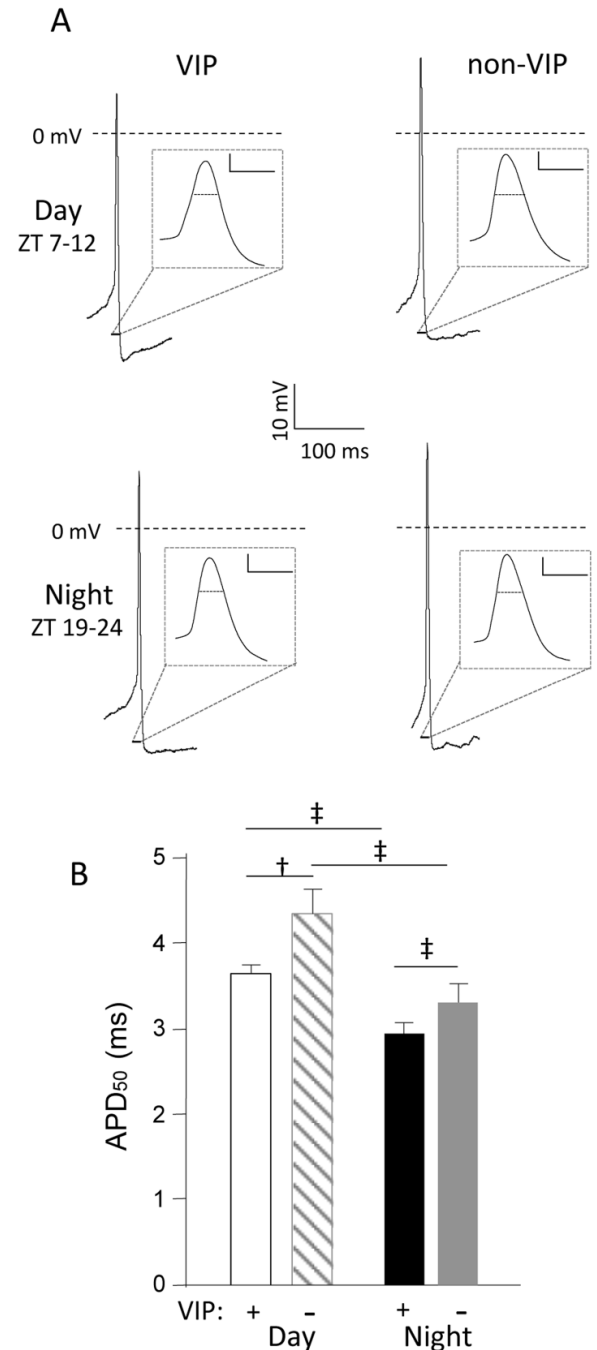 A
VIP non-VIP
0 mV
Day
ZT 7-12
10 mV
100 ms
0 mV
Night
ZT 19-24
B
‡
† ‡
‡
5
4
3
2
1
0
APD₅₀ (ms)
VIP: + - + -
Day Night